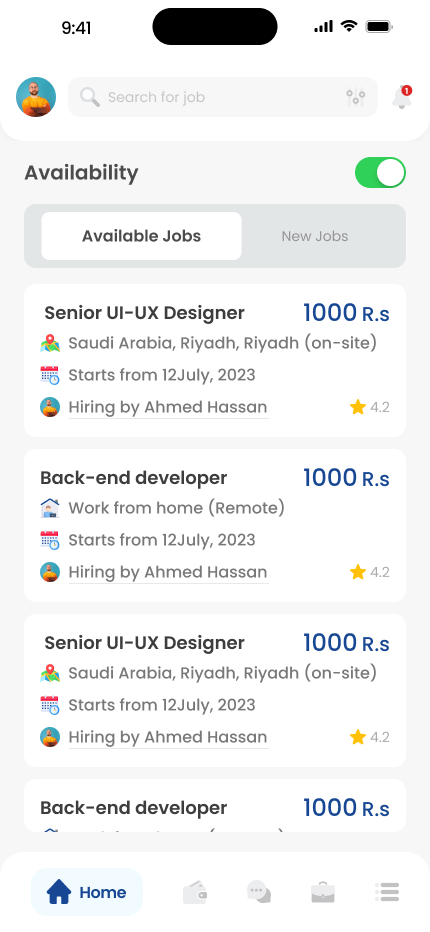 9:41
Search for job
1
Availability
Available Jobs
New Jobs
Senior UI-UX Designer 1000 R.s
Saudi Arabia, Riyadh, Riyadh (on-site)
Starts from 12July, 2023
Hiring by Ahmed Hassan 4.2
Back-end developer 1000 R.s
Work from home (Remote)
Starts from 12July, 2023
Hiring by Ahmed Hassan 4.2
Senior UI-UX Designer 1000 R.s
Saudi Arabia, Riyadh, Riyadh (on-site)
Starts from 12July, 2023
Hiring by Ahmed Hassan 4.2
Back-end developer 1000 R.s
Home